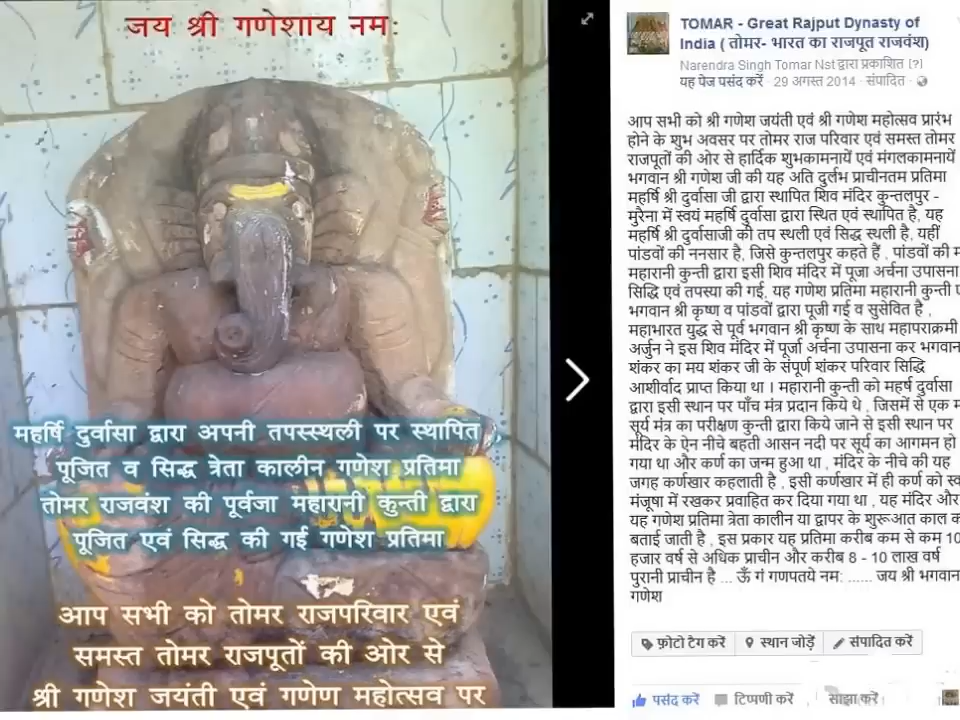 जय श्री गणेशाय नम:
महर्षि दुर्वासा द्वारा अपनी तपस्स्थली पर स्थापित
पूजित व सिद्ध त्रेता कालीन गणेश प्रतिमा
तोमर राजवंश की पूर्वजा महारानी कुन्ती द्वारा
पूजित एवं सिद्ध की गई गणेश प्रतिमा
आप सभी को तोमर राजपरिवार एवं
समस्त तोमर राजपूतों की ओर से
श्री गणेश जयंती एवं गणेण महोत्सव पर
TOMAR - Great Rajput Dynasty of
India ( तोमर- भारत का राजपूत राजवंश)
Narendra Singh Tomar Nst द्वारा प्रकाशित [?]
यह पेज पसंद करें · 29 अगस्त 2014 · संपादित ·
आप सभी को श्री गणेश जयंती एवं श्री गणेश महोत्सव प्रारंभ
होने के शुभ अवसर पर तोमर राज परिवार एवं समस्त तोमर
राजपूतों की ओर से हार्दिक शुभकामनायें एवं मंगलकामनायें
भगवान श्री गणेश जी की यह अति दुर्लभ प्राचीनतम प्रतिमा
महर्षि श्री दुर्वासा जी द्वारा स्थापित शिव मंदिर कुन्तलपुर -
मुरैना में स्वयं महर्षि दुर्वासा द्वारा स्थित एवं स्थापित है, यह
महर्षि श्री दुर्वासाजी की तप स्थली एवं सिद्ध स्थली है, यहीं
पांडवों की ननसार है, जिसे कुन्तलपुर कहते हैं , पांडवों की
महारानी कुन्ती द्वारा इसी शिव मंदिर में पूजा अर्चना उपासना
सिद्धि एवं तपस्या की गई, यह गणेश प्रतिमा महारानी कुन्ती
भगवान श्री कृष्ण व पांडवों द्वारा पूजी गई व सुसेवित है ,
महाभारत युद्ध से पूर्व भगवान श्री कृष्ण के साथ महापराक्रमी
अर्जुन ने इस शिव मंदिर में पूर्जा अर्चना उपासना कर भगवान
शंकर का मय शंकर जी के संपूर्ण शंकर परिवार सिद्धि
आशीर्वाद प्राप्त किया था । महारानी कुन्ती को महर्ष दुर्वासा
द्वारा इसी स्थान पर पाँच मंत्र प्रदान किये थे , जिसमें से एक
सूर्य मंत्र का परीक्षण कुन्ती द्वारा किये जाने से इसी स्थान पर
मंदिर के ऐन नीचे बहती आसन नदी पर सूर्य का आगमन हो
गया था और कर्ण का जन्म हुआ था , मंदिर के नीचे की यह
जगह कर्णखार कहलाती है , इसी कर्णखार में ही कर्ण को
मंजूषा में रखकर प्रवाहित कर दिया गया था , यह मंदिर और
यह गणेश प्रतिमा त्रेता कालीन या द्वापर के शुरूआत काल
बताई जाती है , इस प्रकार यह प्रतिमा करीब कम से कम 10
हजार वर्ष से अधिक प्राचीन और करीब 8 - 10 लाख वर्ष
पुरानी प्राचीन है ... ऊँ गं गणपतये नम: ...... जय श्री भगवान
गणेश
फ़ोटो टैग करें स्थान जोड़ें संपादित करें
पसंद करें टिप्पणी करें साझा करें